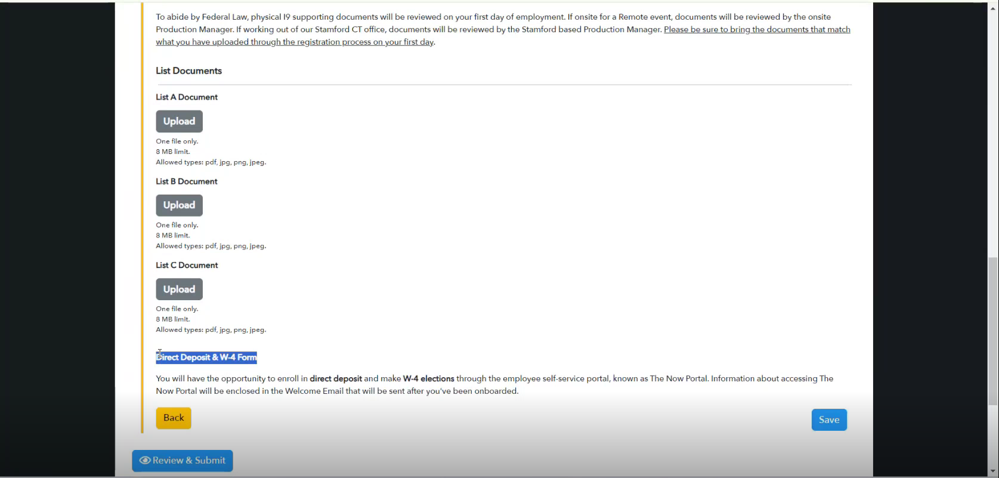 To abide by Federal Law, physical I9 supporting documents will be reviewed on your first day of employment. If onsite for a Remote event, documents will be reviewed by the onsite
Production Manager. If working out of our Stamford CT office, documents will be reviewed by the Stamford based Production Manager. Please be sure to bring the documents that match
what you have uploaded through the registration process on your first day.
List Documents
List A Document
Upload
One file only.
8 MB limit.
Allowed types: pdf, jpg, png, jpeg.
List B Document
Upload
One file only.
8 MB limit.
Allowed types: pdf, jpg, png, jpeg.
List C Document
Upload
One file only.
8 MB limit.
Allowed types: pdf, jpg, png, jpeg.
Direct Deposit & W-4 Form
You will have the opportunity to enroll in direct deposit and make W-4 elections through the employee self-service portal, known as The Now Portal. Information about accessing The
Now Portal will be enclosed in the Welcome Email that will be sent after you've been onboarded.
Back
Save
Review & Submit